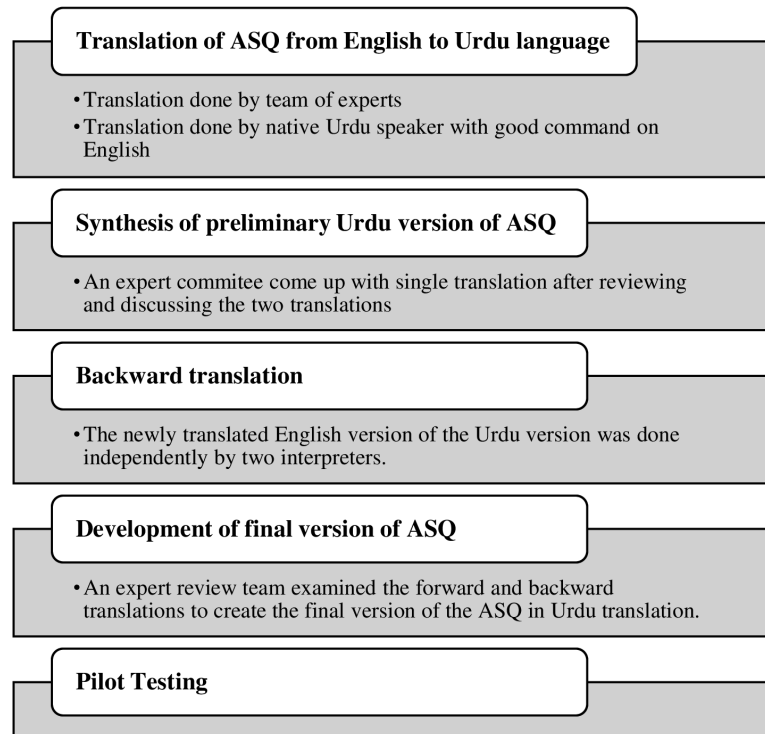 Translation of ASQ from English to Urdu language
•Translation done by team of experts
•Translation done by native Urdu speaker with good command on
English
Synthesis of preliminary Urdu version of ASQ
•An expert commitee come up with single translation after reviewing
and discussing the two translations
Backward translation
•The newly translated English version of the Urdu version was done
independently by two interpreters.
Development of final version of ASQ
•An expert review team examined the forward and backward
translations to create the final version of the ASQ in Urdu translation.
Pilot Testing